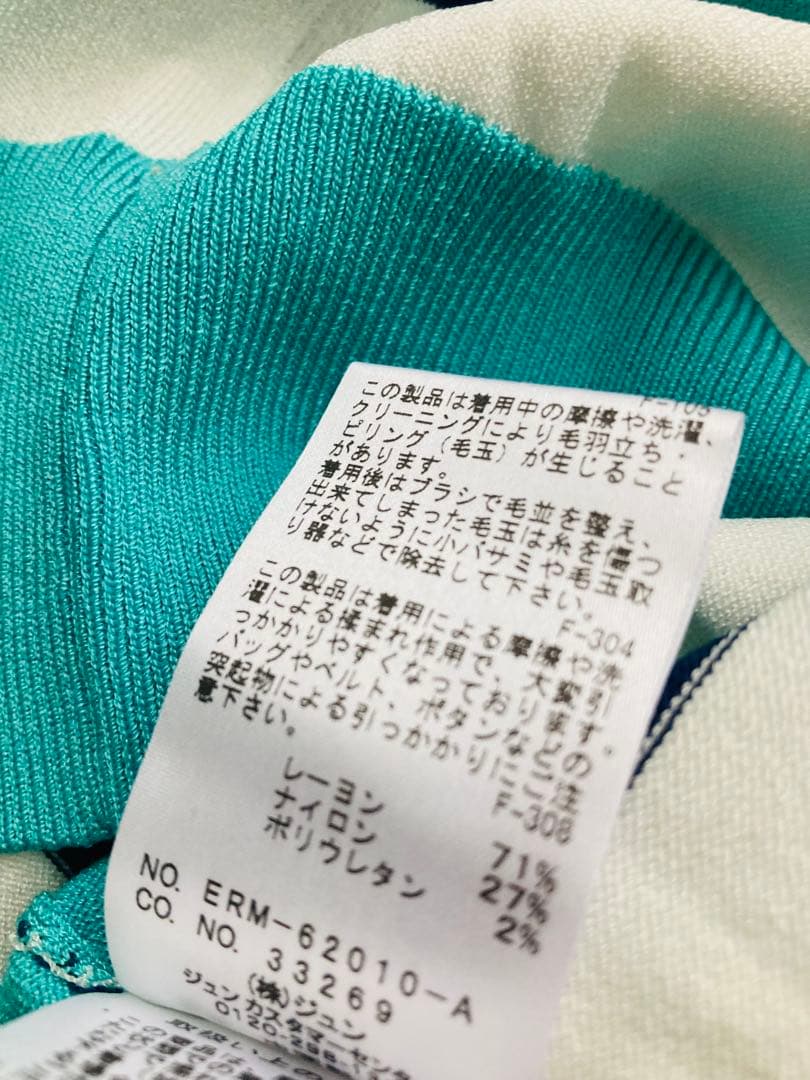 F-105
この製品は着用中の摩擦や洗濯、
クリーニングにより毛羽立ち・
ピリング（毛玉）が生じること
があります。
着用後はブラシで毛並を整え、
出来てしまった毛玉は糸を傷つ
けないように小バサミや毛玉取
り器などで除去して下さい。
F-304
この製品は着用による摩擦や洗
濯による揉まれ作用で、大変引
っかかりやすくなっております。
バッグやベルト、ボタンなどの
突起物による引っかかりにご注
意下さい。
F-308
レーヨン 71%
ナイロン 27%
ポリウレタン 2%
NO. ERM-62010-A
CO. NO. 33269
(株)ジュン
ジュンカスタマーセンタ
0120-298-1
取扱い上の